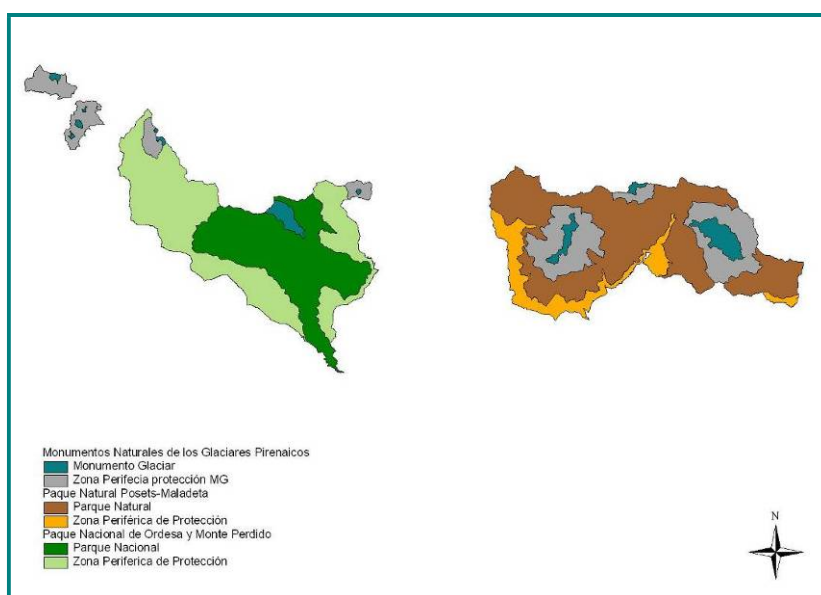 Monumentos Naturales de los Glaciares Pirenaicos
Monumento Glaciar
Zona Perifecia protección MG
Paque Natural Posets-Maladeta
Parque Natural
Zona Periférica de Protección
Paque Nacional de Ordesa y Monte Perdido
Parque Nacional
Zona Periferica de Protección
N